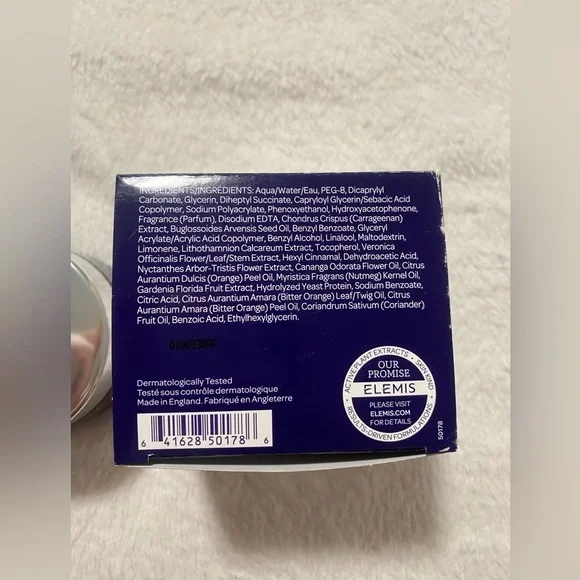 INGREDIENTS/INGRÉDIENTS: Aqua/Water/Eau, PEG-8, Dicaprylyl
Carbonate, Glycerin, Diheptyl Succinate, Capryloyl Glycerin/Sebacic Acid
Copolymer, Sodium Polyacrylate, Phenoxyethanol, Hydroxyacetophenone,
Fragrance (Parfum), Disodium EDTA, Chondrus Crispus (Carrageenan)
Extract, Buglossoides Arvensis Seed Oil, Benzyl Benzoate, Glyceryl
Acrylate/Acrylic Acid Copolymer, Benzyl Alcohol, Linalool, Maltodextrin,
Limonene, Lithothamnion Calcareum Extract, Tocopherol, Veronica
Officinalis Flower/Leaf/Stem Extract, Hexyl Cinnamal, Dehydroacetic Acid,
Nyctanthes Arbor-Tristis Flower Extract, Cananga Odorata Flower Oil, Citrus
Aurantium Dulcis (Orange) Peel Oil, Myristica Fragrans (Nutmeg) Kernel Oil,
Gardenia Florida Fruit Extract, Hydrolyzed Yeast Protein, Sodium Benzoate,
Citric Acid, Citrus Aurantium Amara (Bitter Orange) Leaf/Twig Oil, Citrus
Aurantium Amara (Bitter Orange) Peel Oil, Coriandrum Sativum (Coriander)
Fruit Oil, Benzoic Acid, Ethylhexylglycerin.
Dermatologically Tested
Testé sous contrôle dermatologique
Made in England. Fabriqué en Angleterre
6 41628 50178 6
ACTIVE PLANT EXTRACTS • SKIN KIND •
OUR
PROMISE
ELEMIS
PLEASE VISIT
ELEMIS.COM
FOR DETAILS
RESULTS-DRIVEN FORMULATIONS
50178